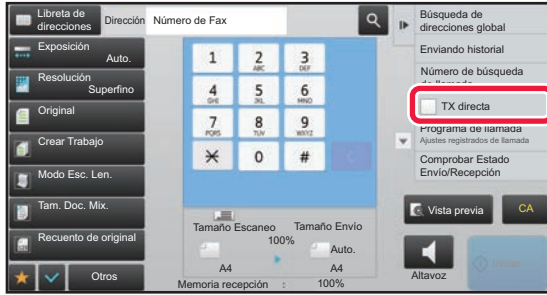 Libreta de
direcciones
Dirección
Número de Fax
Exposición
Auto.
Resolución
Superfino
Original
Crear Trabajo
Modo Esc. Len.
Tam. Doc. Mix.
Recuento de original
Otros
1
2
ABC
3
DEF
4
GHI
5
JKL
6
MNO
7
PQRS
8
TUV
9
WXYZ
0
#
C
Tamaño Escaneo
Tamaño Envío
100%
Auto.
A4
A4
Memoria recepción : 100%
Búsqueda de
direcciones global
Enviando historial
Número de búsqueda
de llamada
TX directa
Programa de llamada
Ajustes registrados de llamada
Comprobar Estado
Envío/Recepción
Vista previa
CA
Altavoz